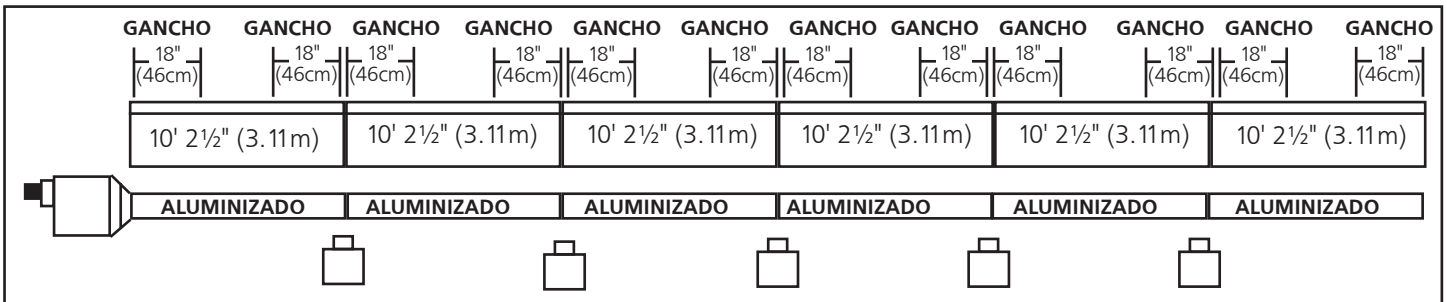 GANCHO GANCHO GANCHO GANCHO GANCHO GANCHO GANCHO GANCHO GANCHO GANCHO GANCHO GANCHO
18" 18" 18" 18" 18" 18" 18" 18" 18" 18" 18" 18"
(46cm) (46cm) (46cm) (46cm) (46cm) (46cm) (46cm) (46cm) (46cm) (46cm) (46cm) (46cm)
10' 2½" (3.11m) 10' 2½" (3.11m) 10' 2½" (3.11m) 10' 2½" (3.11m) 10' 2½" (3.11m) 10' 2½" (3.11m)
ALUMINIZADO ALUMINIZADO ALUMINIZADO ALUMINIZADO ALUMINIZADO ALUMINIZADO